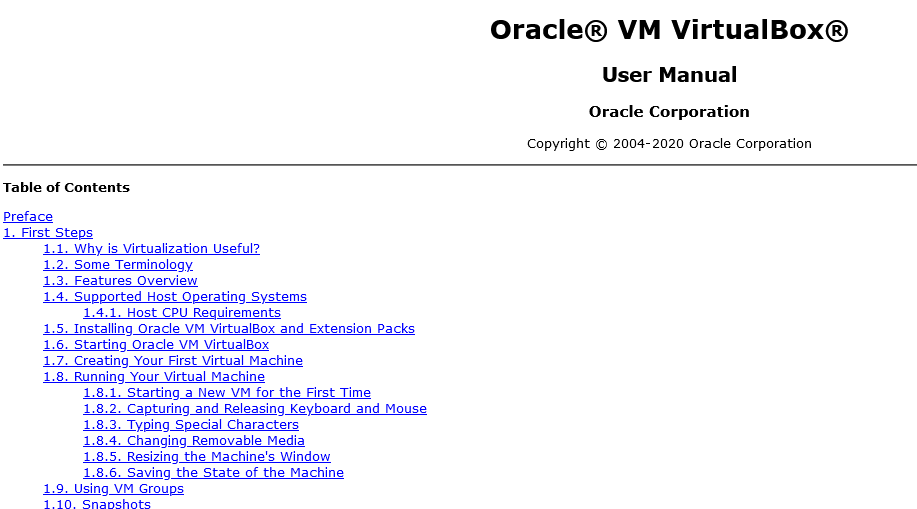 Oracle® VM VirtualBox®
User Manual
Oracle Corporation
Copyright © 2004-2020 Oracle Corporation
Table of Contents
Preface
1. First Steps
1.1. Why is Virtualization Useful?
1.2. Some Terminology
1.3. Features Overview
1.4. Supported Host Operating Systems
1.4.1. Host CPU Requirements
1.5. Installing Oracle VM VirtualBox and Extension Packs
1.6. Starting Oracle VM VirtualBox
1.7. Creating Your First Virtual Machine
1.8. Running Your Virtual Machine
1.8.1. Starting a New VM for the First Time
1.8.2. Capturing and Releasing Keyboard and Mouse
1.8.3. Typing Special Characters
1.8.4. Changing Removable Media
1.8.5. Resizing the Machine's Window
1.8.6. Saving the State of the Machine
1.9. Using VM Groups
1.10. Snapshots